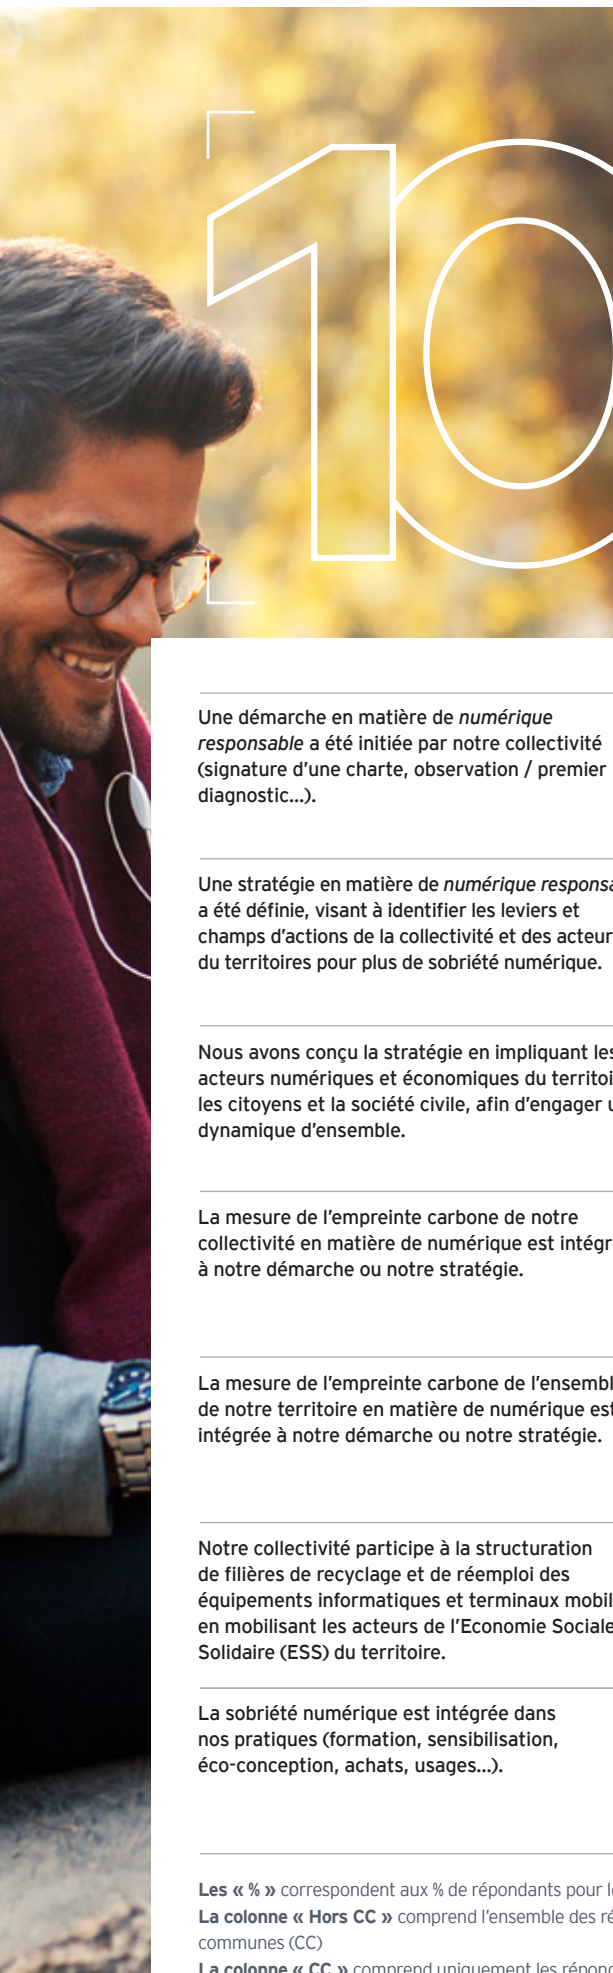 10
Une démarche en matière de numérique
responsable a été initiée par notre collectivité
(signature d'une charte, observation / premier
diagnostic...).
Une stratégie en matière de numérique
a été définie, visant à identifier les leviers et
champs d'actions de la collectivité et des
du territoires pour plus de sobriété numérique.
Nous avons conçu la stratégie en impliquant
acteurs numériques et économiques du
les citoyens et la société civile, afin d'engager
dynamique d'ensemble.
La mesure de l'empreinte carbone de notre
collectivité en matière de numérique est
à notre démarche ou notre stratégie.
La mesure de l'empreinte carbone de
de notre territoire en matière de numérique
intégrée à notre démarche ou notre stratégie.
Notre collectivité participe à la structuration
de filières de recyclage et de réemploi des
équipements informatiques et terminaux
en mobilisant les acteurs de l'Economie Sociale
Solidaire (ESS) du territoire.
La sobriété numérique est intégrée dans
nos pratiques (formation, sensibilisation,
éco-conception, achats, usages...).
Les « % » correspondent aux % de répondants pour
La colonne « Hors CC » comprend l'ensemble des
communes (CC)
La colonne « CC » comprend uniquement les